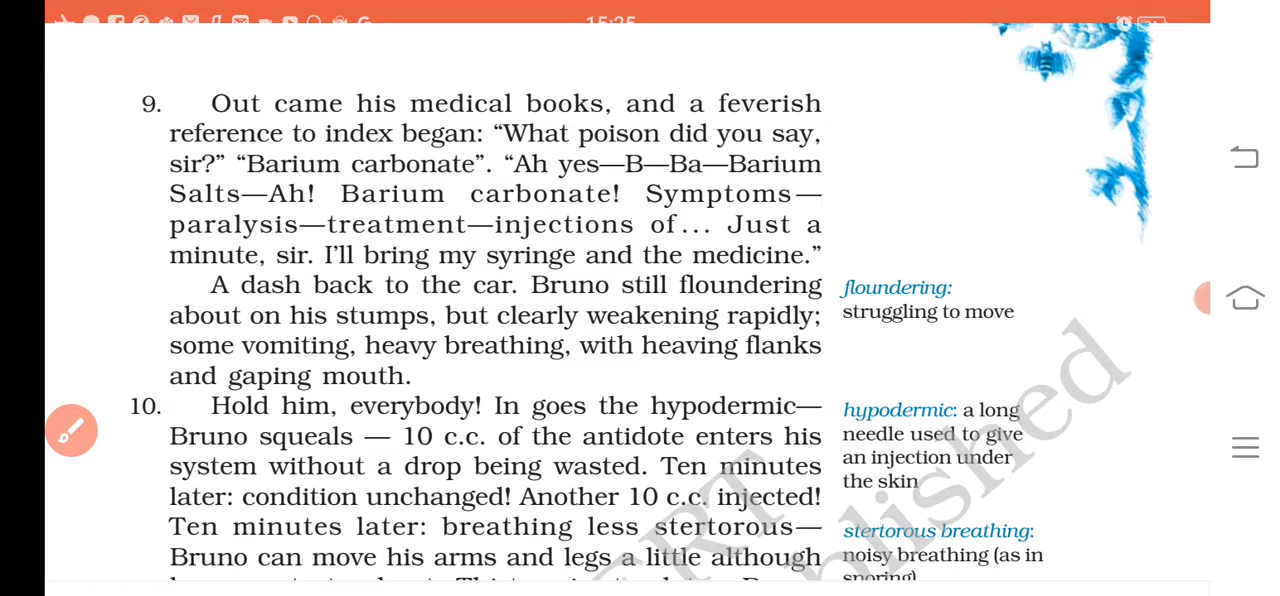 15:25
9. Out came his medical books, and a feverish
reference to index began: “What poison did you say,
sir?” “Barium carbonate”. “Ah yes—B—Ba—Barium
Salts—Ah! Barium carbonate! Symptoms—
paralysis—treatment—injections of... Just a
minute, sir. I’ll bring my syringe and the medicine.”
A dash back to the car. Bruno still floundering
about on his stumps, but clearly weakening rapidly;
some vomiting, heavy breathing, with heaving flanks
and gaping mouth.
floundering:
struggling to move
10. Hold him, everybody! In goes the hypodermic—
Bruno squeals — 10 c.c. of the antidote enters his
system without a drop being wasted. Ten minutes
later: condition unchanged! Another 10 c.c. injected!
Ten minutes later: breathing less stertorous—
Bruno can move his arms and legs a little although
hypodermic: a long
needle used to give
an injection under
the skin
stertorous breathing:
noisy breathing (as in
snoring)